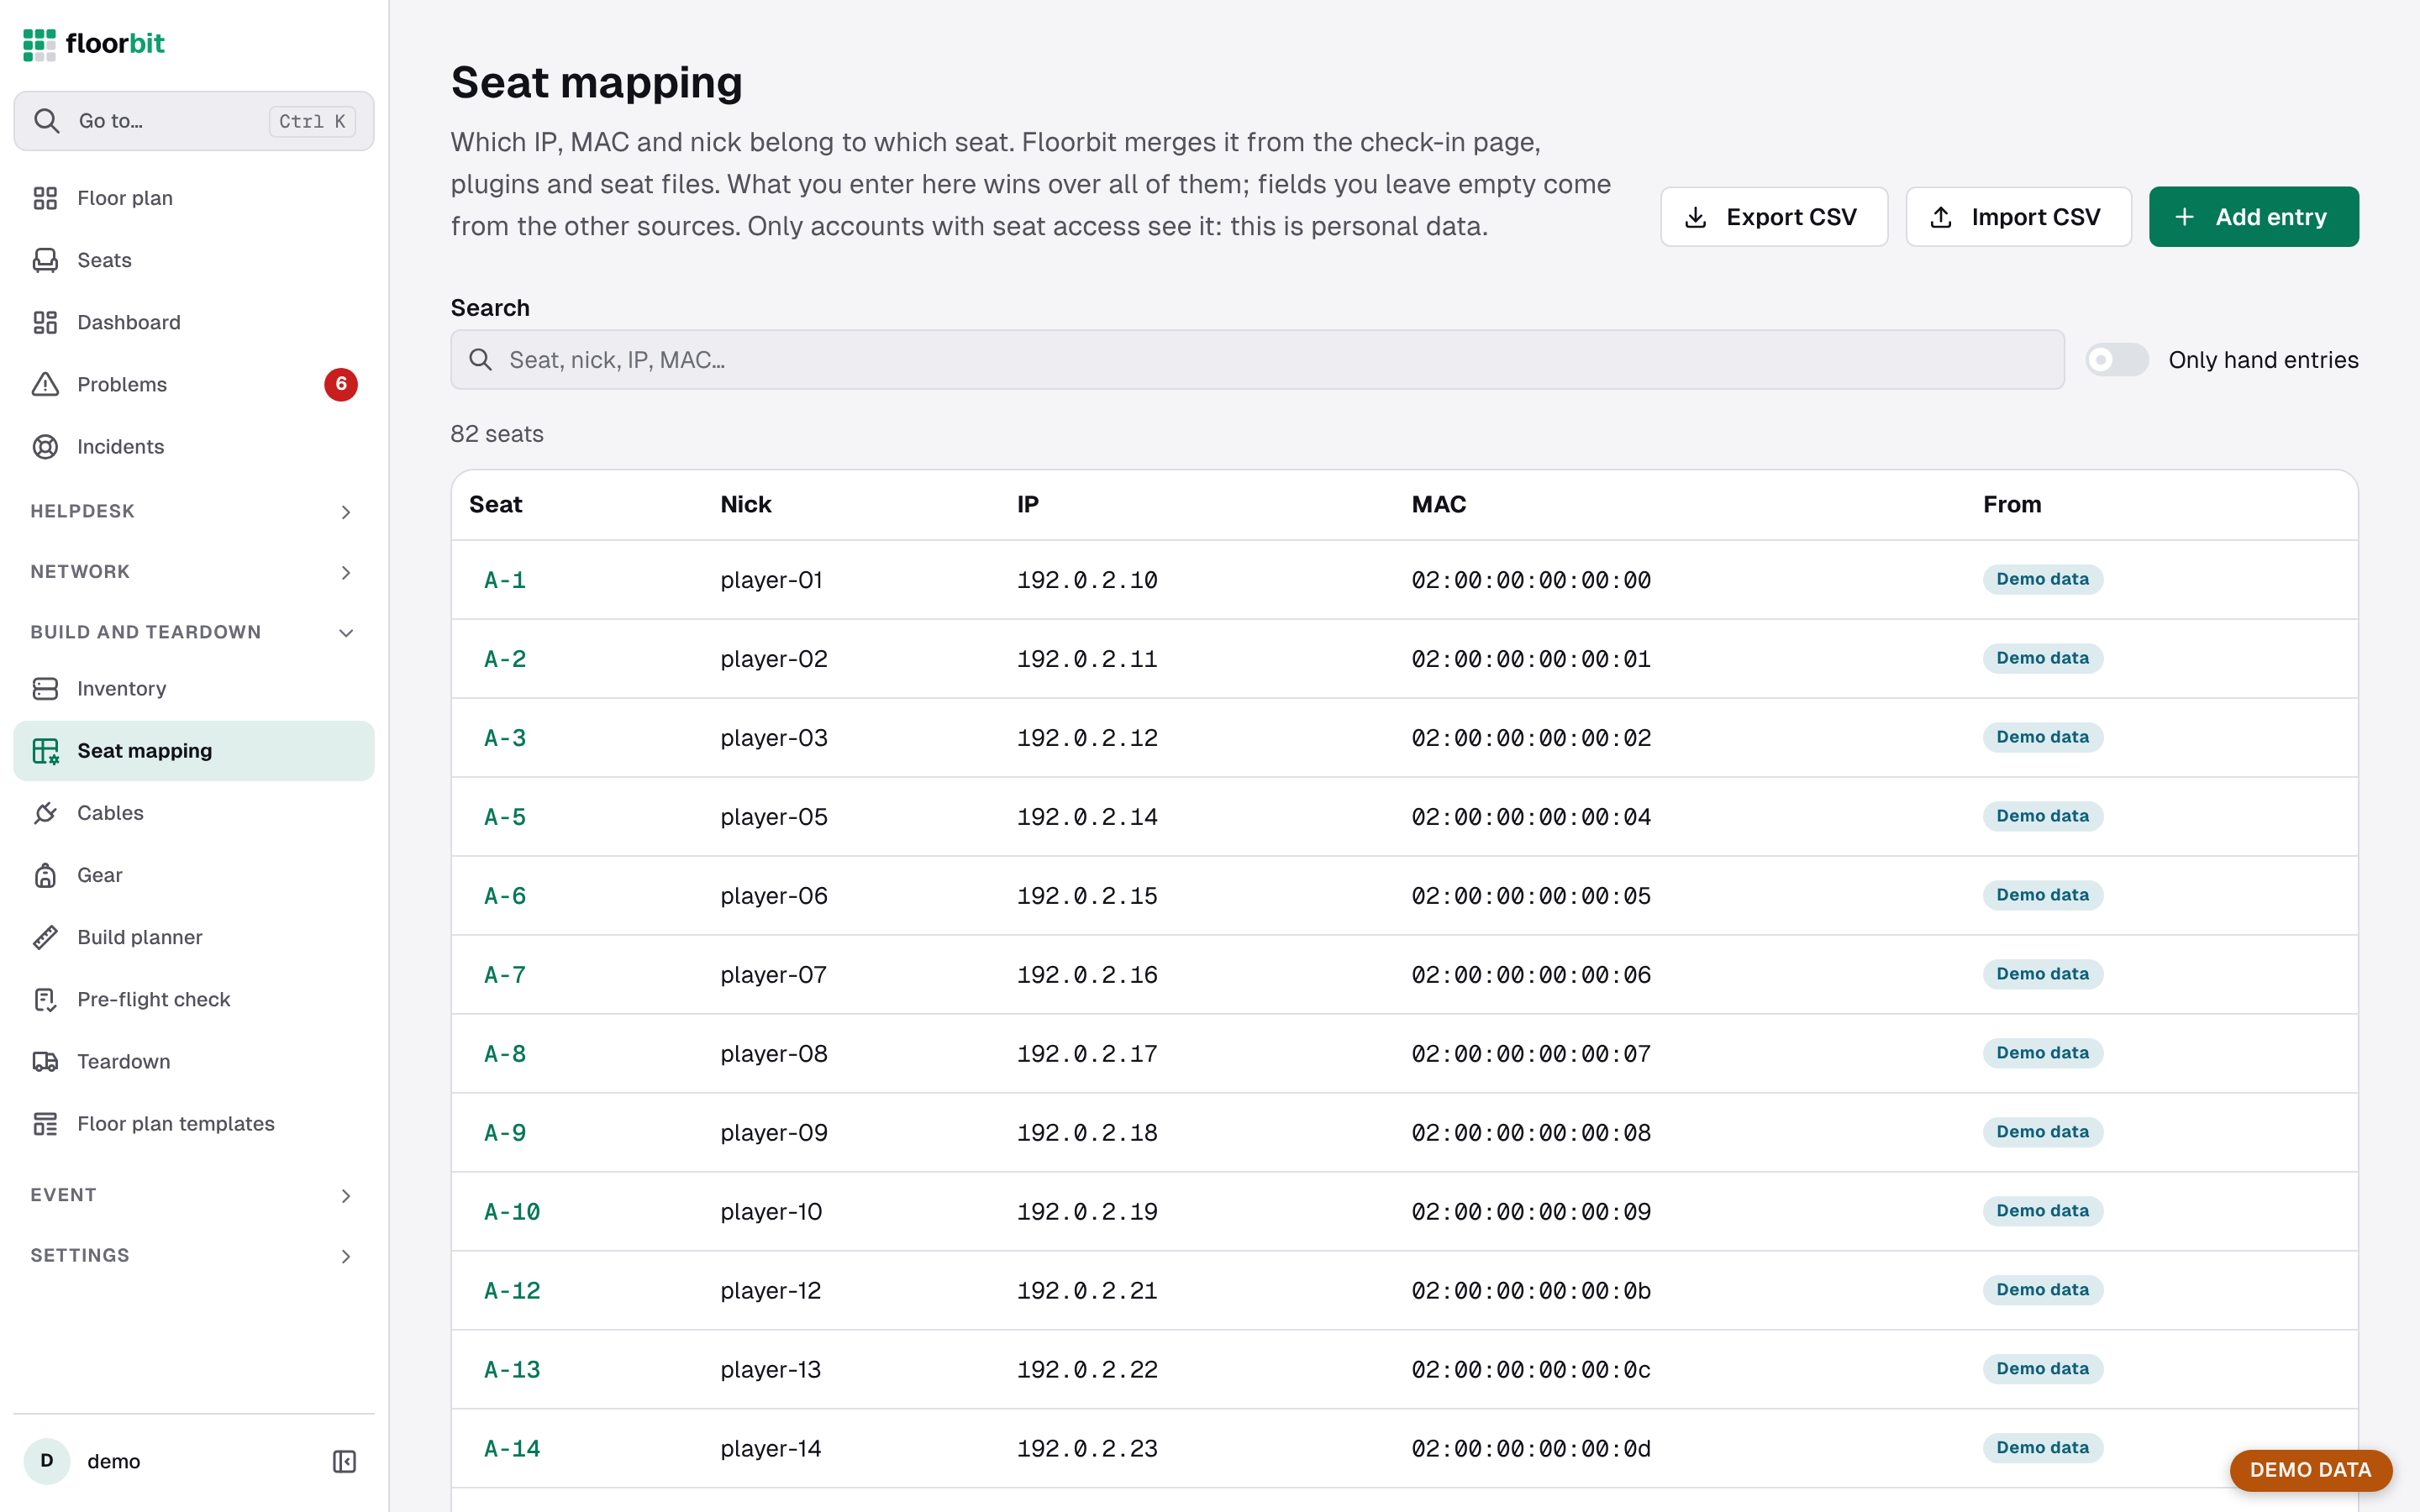 floorbit
Go to...
Ctrl K
Floor plan
Seats
Dashboard
Problems
6
Incidents
HELPDESK
NETWORK
BUILD AND TEARDOWN
Inventory
Seat mapping
Cables
Gear
Build planner
Pre-flight check
Teardown
Floor plan templates
EVENT
SETTINGS
D
demo
Seat mapping
Which IP, MAC and nick belong to which seat. Floorbit merges it from the check-in page,
plugins and seat files. What you enter here wins over all of them; fields you leave empty come
from the other sources. Only accounts with seat access see it: this is personal data.
Export CSV
Import CSV
Add entry
Search
Seat, nick, IP, MAC...
Only hand entries
82 seats
Seat Nick IP MAC From
A-1 player-01 192.0.2.10 02:00:00:00:00:00 Demo data
A-2 player-02 192.0.2.11 02:00:00:00:00:01 Demo data
A-3 player-03 192.0.2.12 02:00:00:00:00:02 Demo data
A-5 player-05 192.0.2.14 02:00:00:00:00:04 Demo data
A-6 player-06 192.0.2.15 02:00:00:00:00:05 Demo data
A-7 player-07 192.0.2.16 02:00:00:00:00:06 Demo data
A-8 player-08 192.0.2.17 02:00:00:00:00:07 Demo data
A-9 player-09 192.0.2.18 02:00:00:00:00:08 Demo data
A-10 player-10 192.0.2.19 02:00:00:00:00:09 Demo data
A-12 player-12 192.0.2.21 02:00:00:00:00:0b Demo data
A-13 player-13 192.0.2.22 02:00:00:00:00:0c Demo data
A-14 player-14 192.0.2.23 02:00:00:00:00:0d Demo data
DEMO DATA